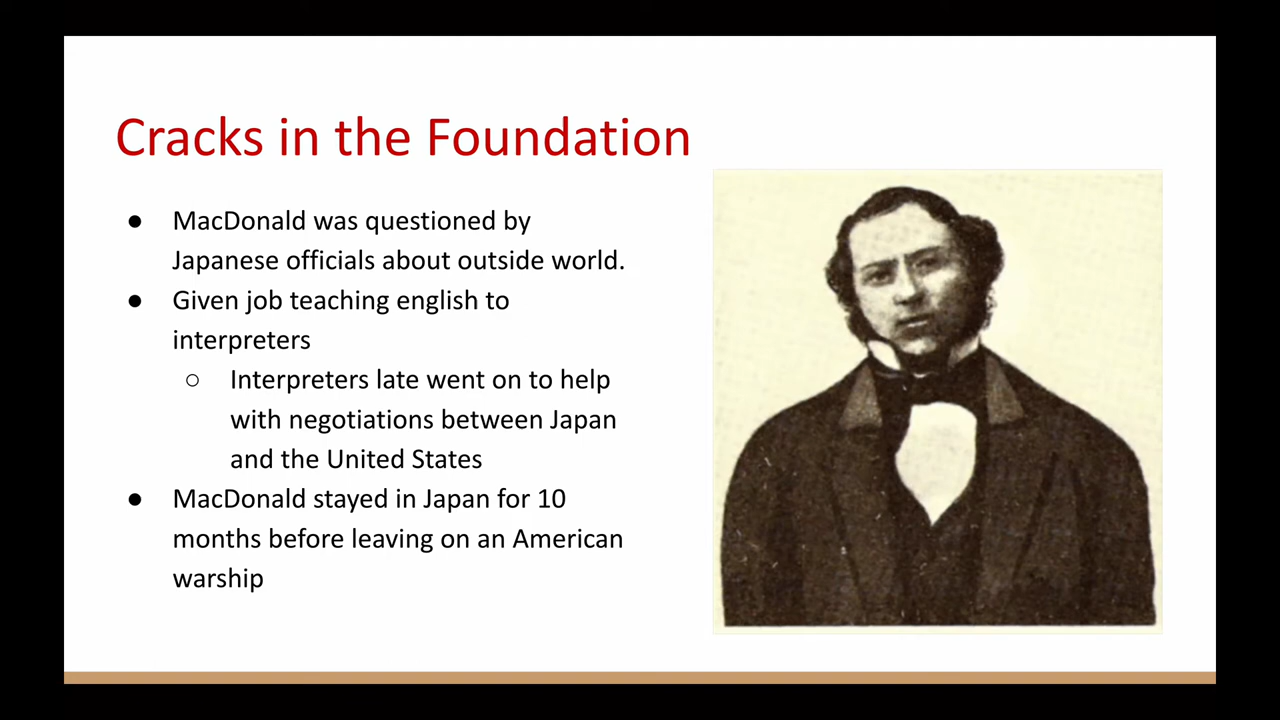 Cracks in the Foundation
● MacDonald was questioned by
Japanese officials about outside world.
● Given job teaching english to
interpreters
○ Interpreters late went on to help
with negotiations between Japan
and the United States
● MacDonald stayed in Japan for 10
months before leaving on an American
warship